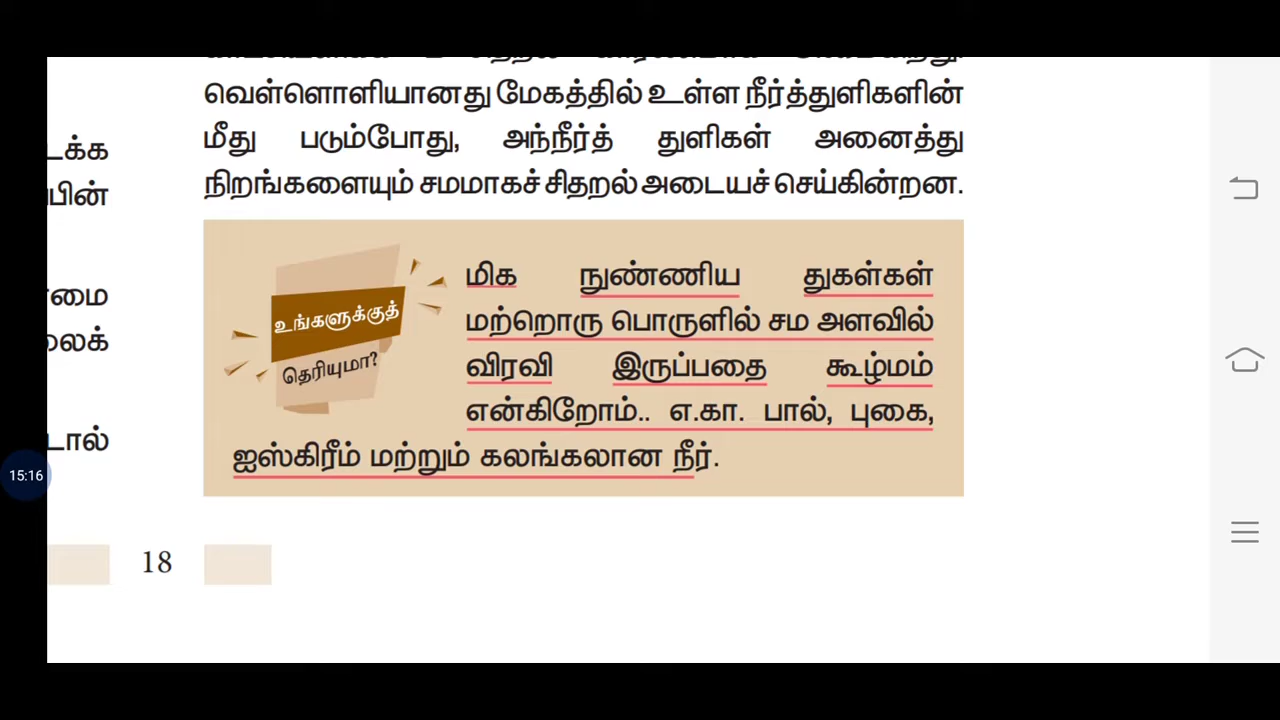 டக்க
பின்
மை
லைக்
டால்
வெள்ளொளியானது மேகத்தில் உள்ள நீர்த்துளிகளின்
மீது படும்போது, அந்நீர்த் துளிகள் அனைத்து
நிறங்களையும் சமமாகச் சிதறல் அடையச் செய்கின்றன.
உங்களுக்குத்
தெரியுமா?
மிக நுண்ணிய துகள்கள்
மற்றொரு பொருளில் சம அளவில்
விரவி இருப்பதை கூழ்மம்
என்கிறோம்.. எ.கா. பால், புகை,
ஐஸ்கிரீம் மற்றும் கலங்கலான நீர்.
15:16
18